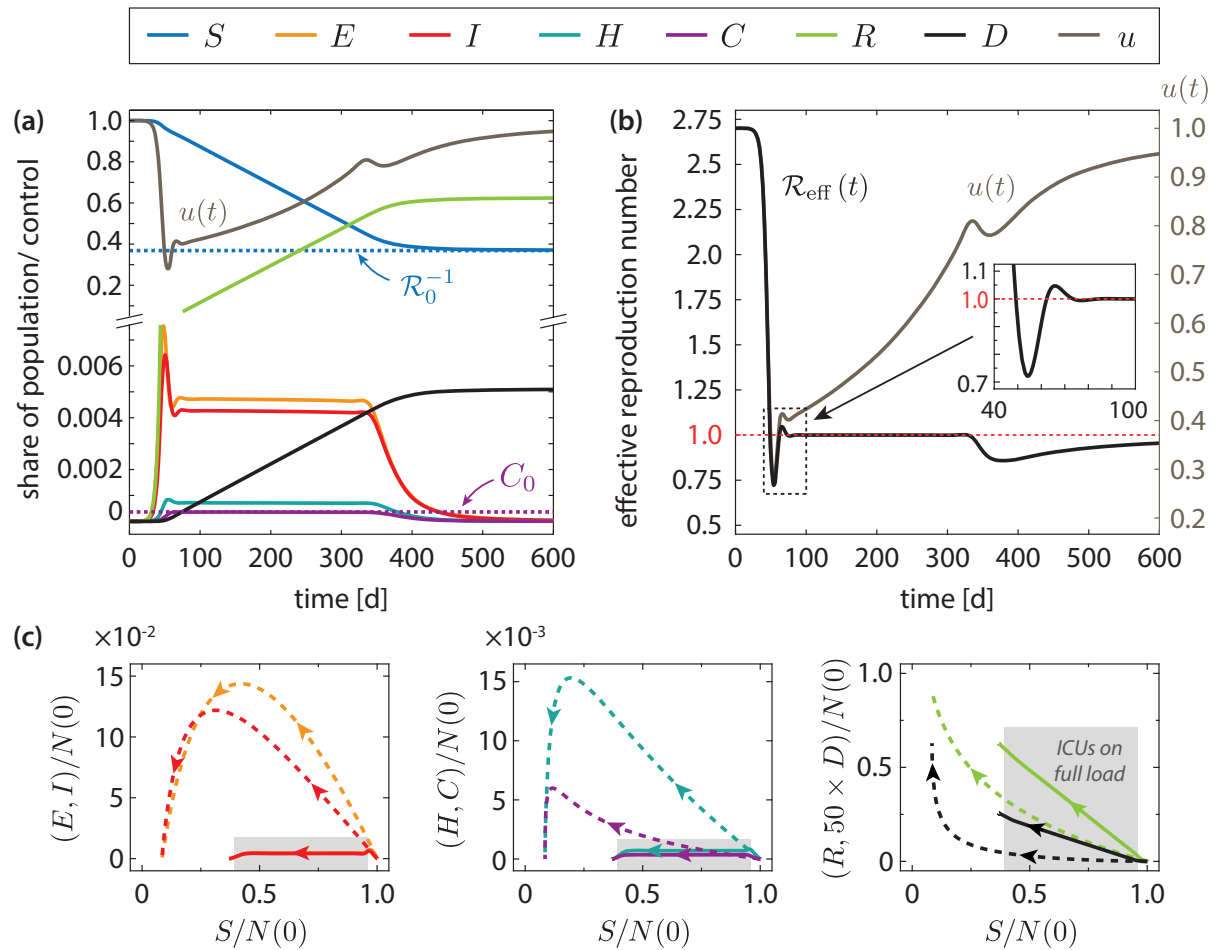 S E I H C R D u
(a)
share of population/ control
1.0
0.8
0.6
0.4
0.2
0.006
0.004
0.002
0
u(t)
$\mathcal{R}_0^{-1}$
$C_0$
0 100 200 300 400 500 600
time [d]
(b)
effective reproduction number
2.75
2.5
2.25
2.0
1.75
1.5
1.25
1.0
0.75
0.5
$\mathcal{R}_{\mathrm{eff}}(t)$
u(t)
1.1
1.0
0.7
40 100
u(t)
1.0
0.9
0.8
0.7
0.6
0.5
0.4
0.3
0.2
0 100 200 300 400 500 600
time [d]
(c)
×10⁻²
(E, I)/N(0)
15
10
5
0
0 0.5 1.0
S/N(0)
×10⁻³
(H, C)/N(0)
15
10
5
0
0 0.5 1.0
S/N(0)
(R, 50 × D)/N(0)
1.0
0.5
0
ICUs on
full load
0 0.5 1.0
S/N(0)